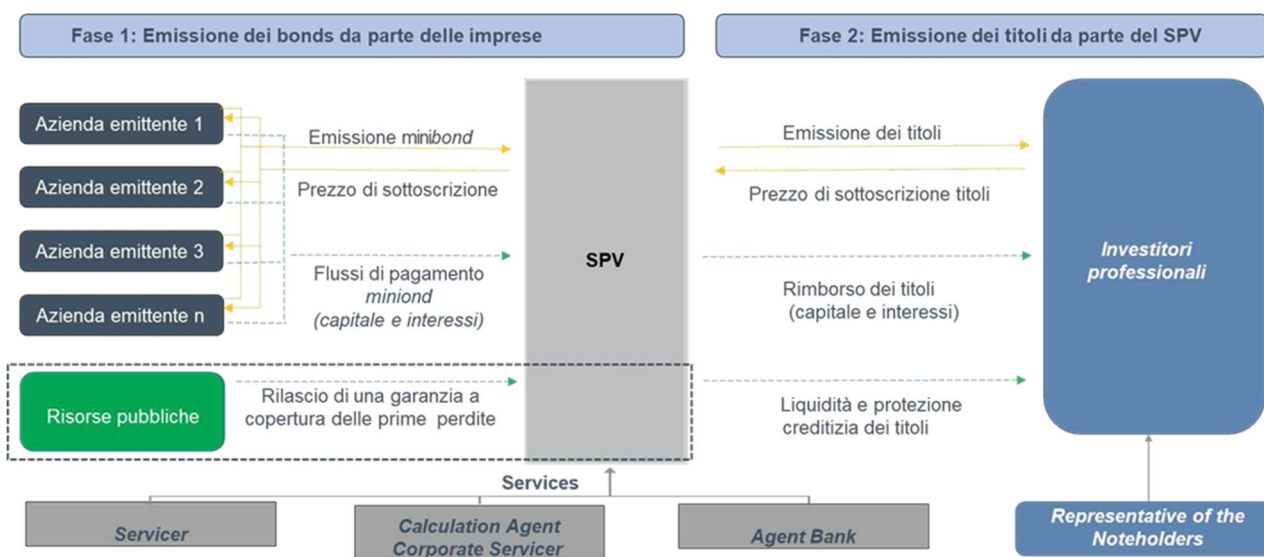 Fase 1: Emissione dei bonds da parte delle imprese
Fase 2: Emissione dei titoli da parte del SPV
Azienda emittente 1
Azienda emittente 2
Azienda emittente 3
Azienda emittente n
Emissione minibond
Prezzo di sottoscrizione
Flussi di pagamento
miniond
(capitale e interessi)
Risorse pubbliche
Rilascio di una garanzia a
copertura delle prime perdite
SPV
Emissione dei titoli
Prezzo di sottoscrizione titoli
Rimborso dei titoli
(capitale e interessi)
Liquidità e protezione
creditizia dei titoli
Investitori
professionali
Services
Servicer
Calculation Agent
Corporate Servicer
Agent Bank
Representative of the
Noteholders